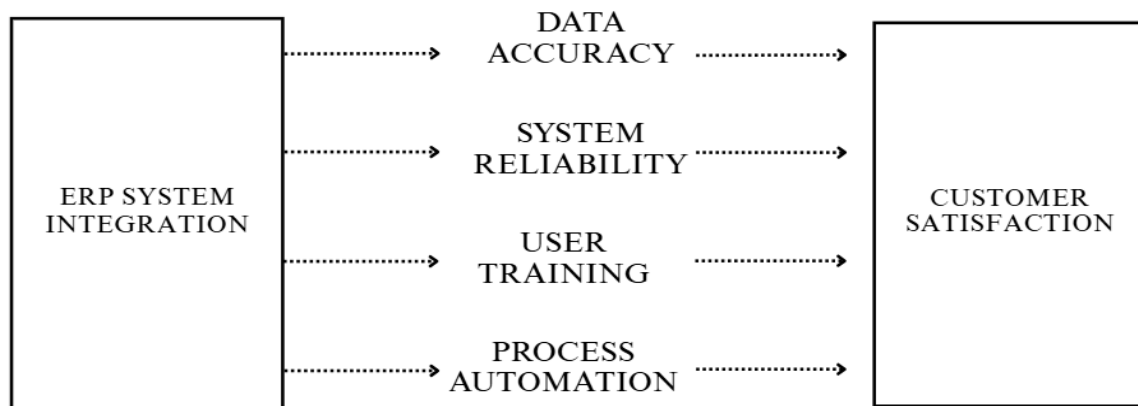 DATA
ACCURACY
SYSTEM
RELIABILITY
ERP SYSTEM
INTEGRATION
CUSTOMER
SATISFACTION
USER
TRAINING
PROCESS
AUTOMATION